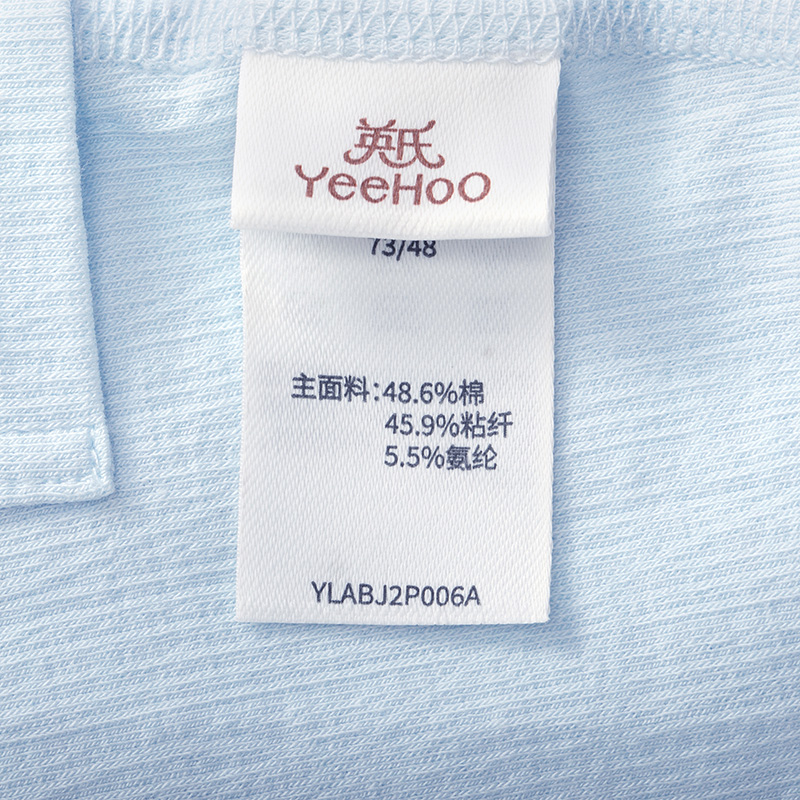 英氏
YeeHoO
73/48
主面料:48.6%棉
45.9%粘纤
5.5%氨纶
YLABJ2P006A